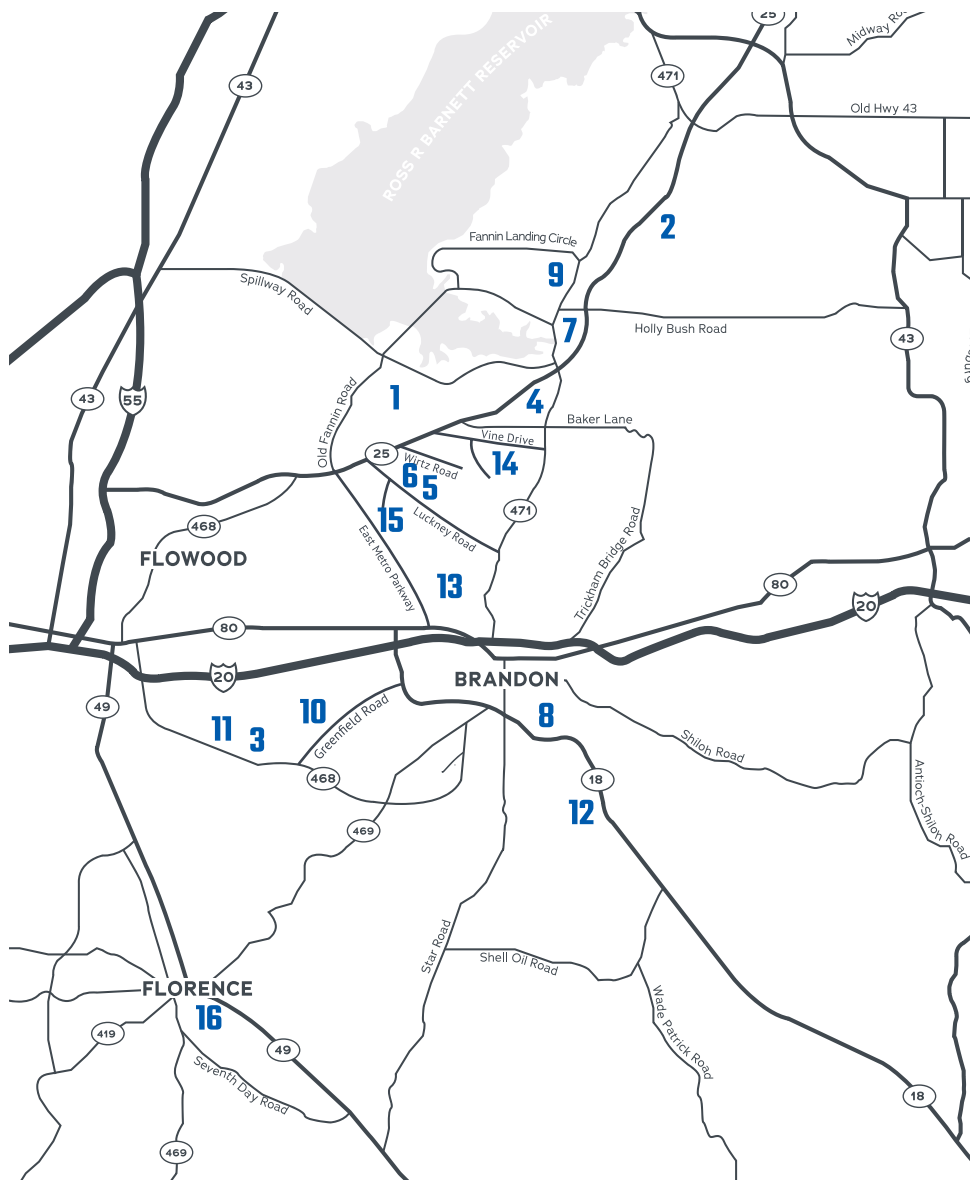 25
Midway Ro
43
471
Old Hwy 43
ROSS R BARNETT RESERVOIR
2
Fannin Landing Circle
9
Spillway Road
7
Holly Bush Road
43
43
55
1
4
Old Fannin Road
Baker Lane
Vine Drive
25
Wirtz Road
14
6
5
15
Luckney Road
471
468
FLOWOOD
East Metro Parkway
Trickham Bridge Road
13
80
20
80
20
BRANDON
49
10
11
3
Greenfield Road
8
468
Shiloh Road
18
12
Antioch-Shiloh Road
469
Star Road
Shell Oil Road
FLORENCE
16
419
49
Wade Patrick Road
Seventh Day Road
18
469